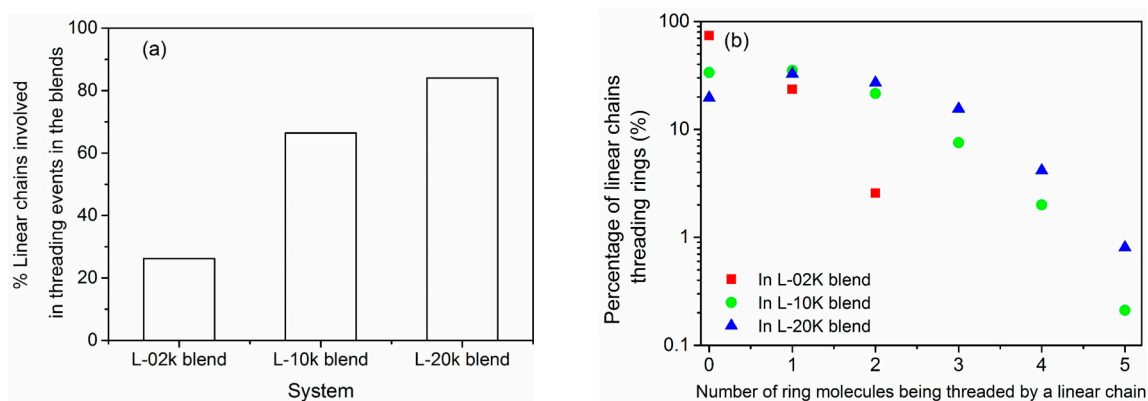 (a)
% Linear chains involved
in threading events in the blends
100
80
60
40
20
0
L-02k blend L-10k blend L-20k blend
System
(b)
Percentage of linear chains
threading rings (%)
100
10
1
0.1
In L-02K blend
In L-10K blend
In L-20K blend
0 1 2 3 4 5
Number of ring molecules being threaded by a linear chain